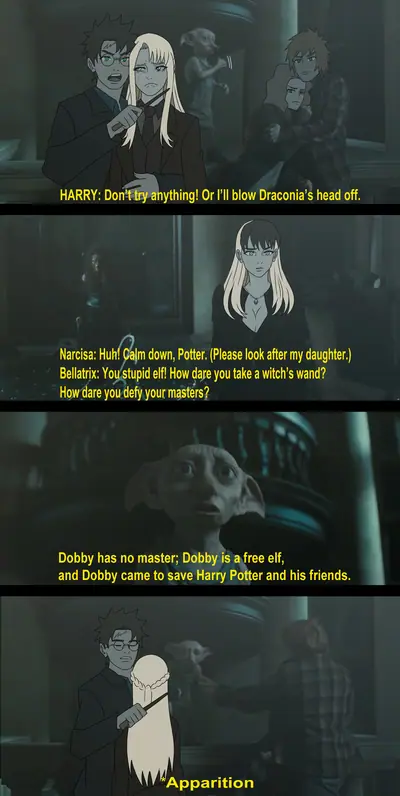 HARRY: Don't try anything! Or I'll blow Draconia's head off.
Narcisa: Huh! Calm down, Potter. (Please look after my daughter.)
Bellatrix: You stupid elf! How dare you take a witch's wand?
How dare you defy your masters?
Dobby has no master; Dobby is a free elf,
and Dobby came to save Harry Potter and his friends.
*Apparition